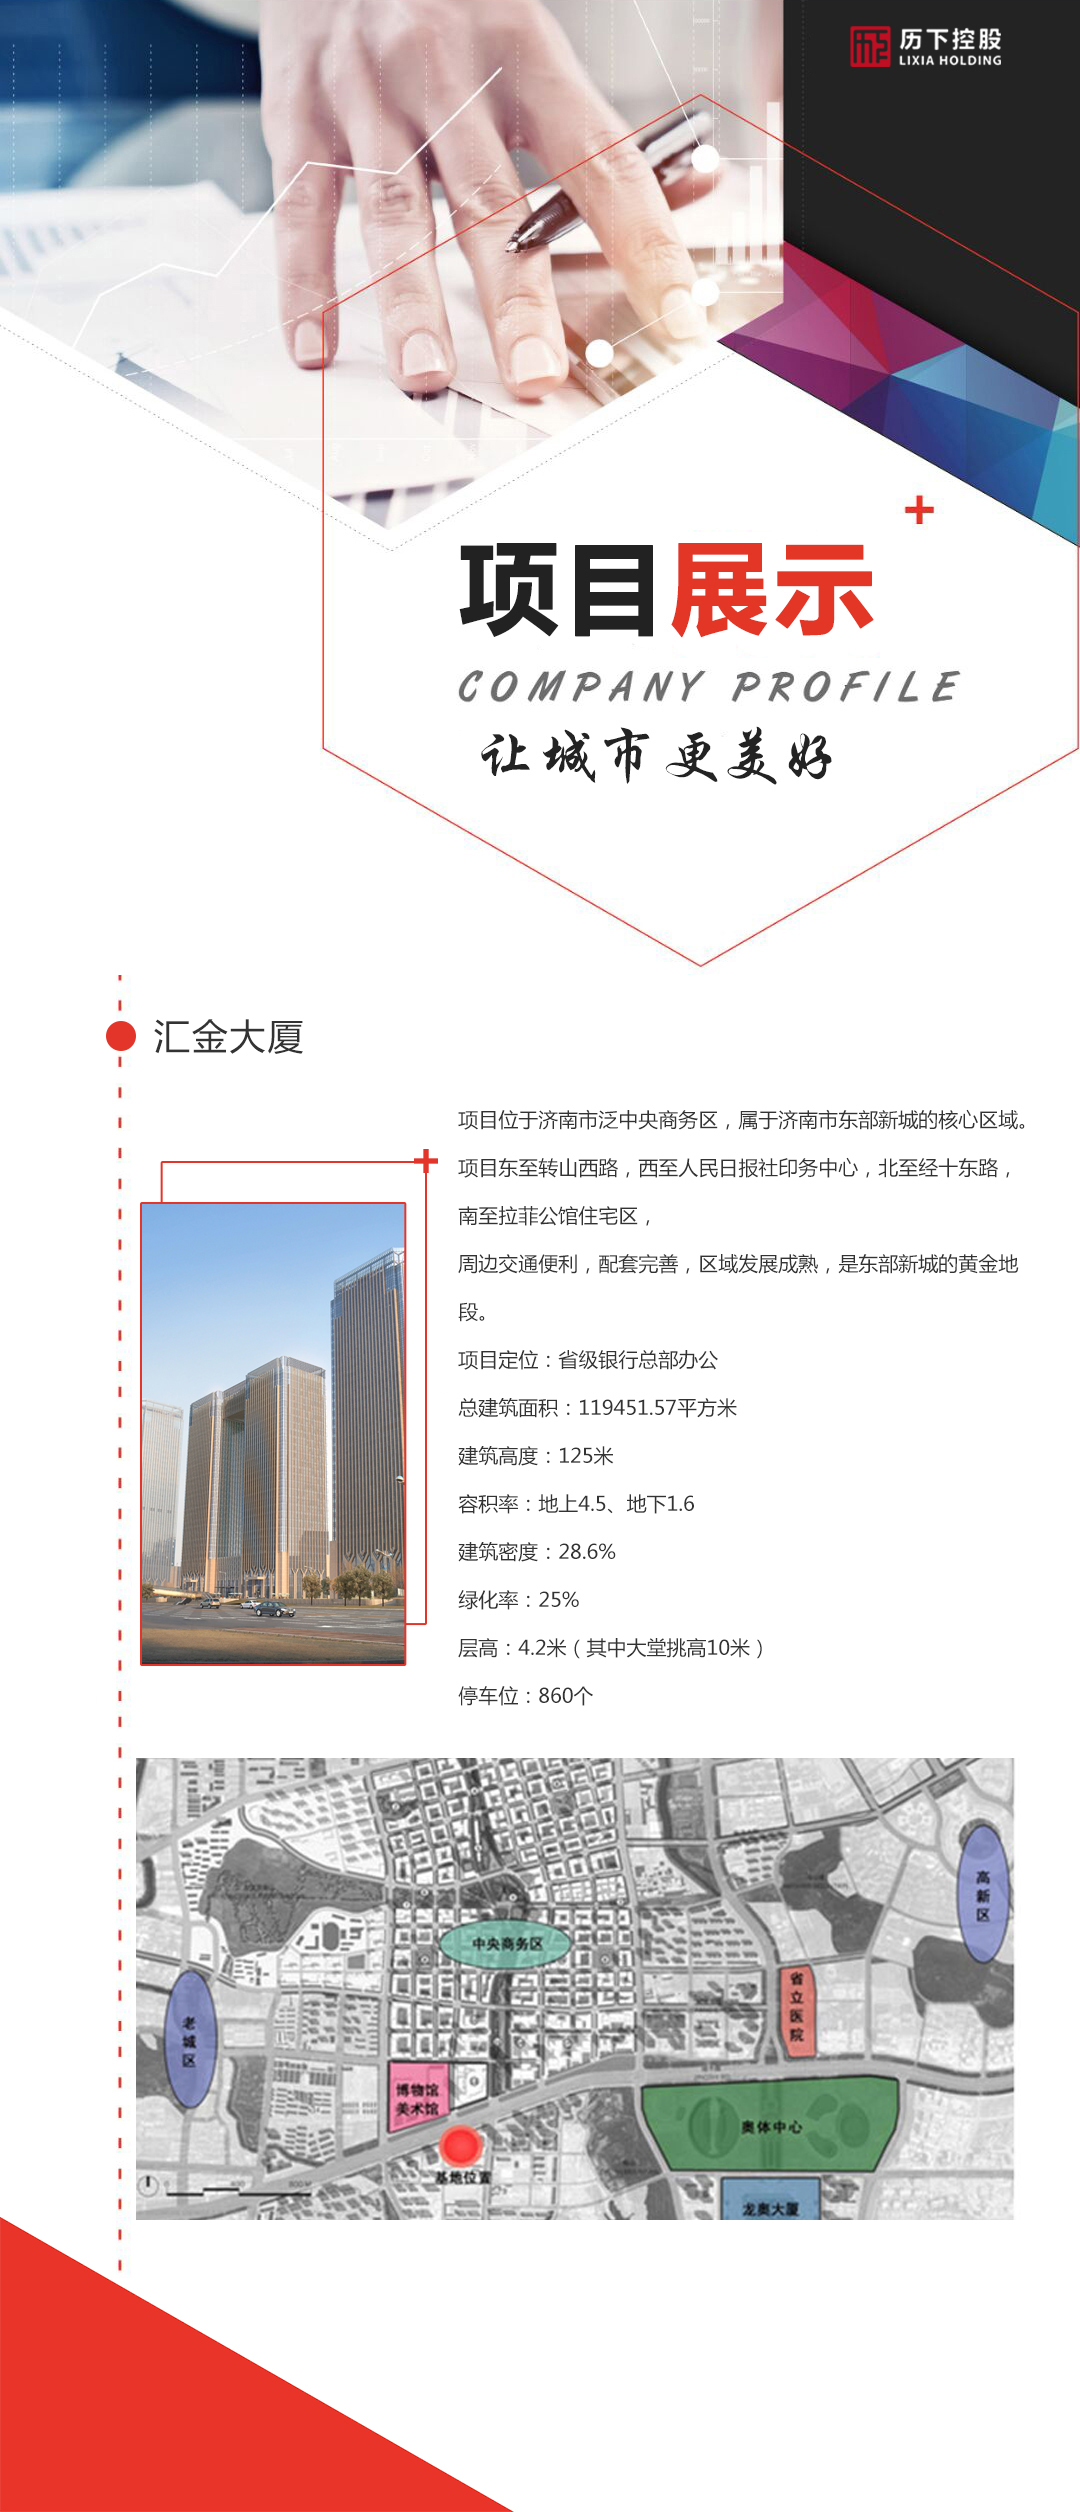 历下控股
LIXIA HOLDING
项目展示
COMPANY PROFILE
让城市更美好
汇金大厦
项目位于济南市泛中央商务区，属于济南市东部新城的核心区域。
项目东至转山西路，西至人民日报社印务中心，北至经十东路，
南至拉菲公馆住宅区，
周边交通便利，配套完善，区域发展成熟，是东部新城的黄金地
段。
项目定位：省级银行总部办公
总建筑面积：119451.57平方米
建筑高度：125米
容积率：地上4.5、地下1.6
建筑密度：28.6%
绿化率：25%
层高：4.2米（其中大堂挑高10米）
停车位：860个
高新区
中央商务区
省立医院
老城区
博物馆
美术馆
奥体中心
基地位置
龙奥大厦